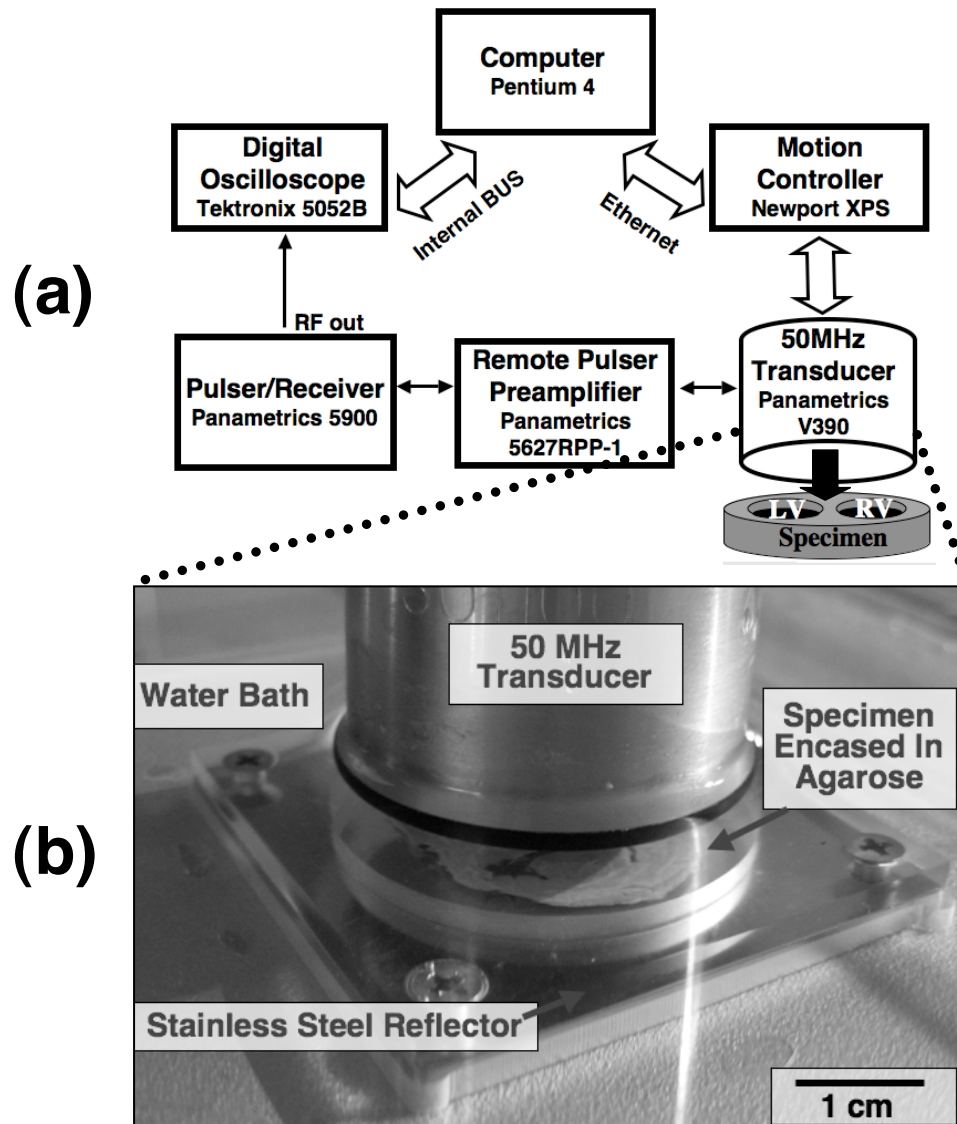 (a)
Computer
Pentium 4
Digital
Oscilloscope
Tektronix 5052B
Internal BUS
Ethernet
Motion
Controller
Newport XPS
RF out
Pulser/Receiver
Panametrics 5900
Remote Pulser
Preamplifier
Panametrics
5627RPP-1
50MHz
Transducer
Panametrics
V390
LV RV
Specimen
(b)
50 MHz
Transducer
Water Bath
Specimen
Encased In
Agarose
Stainless Steel Reflector
1 cm